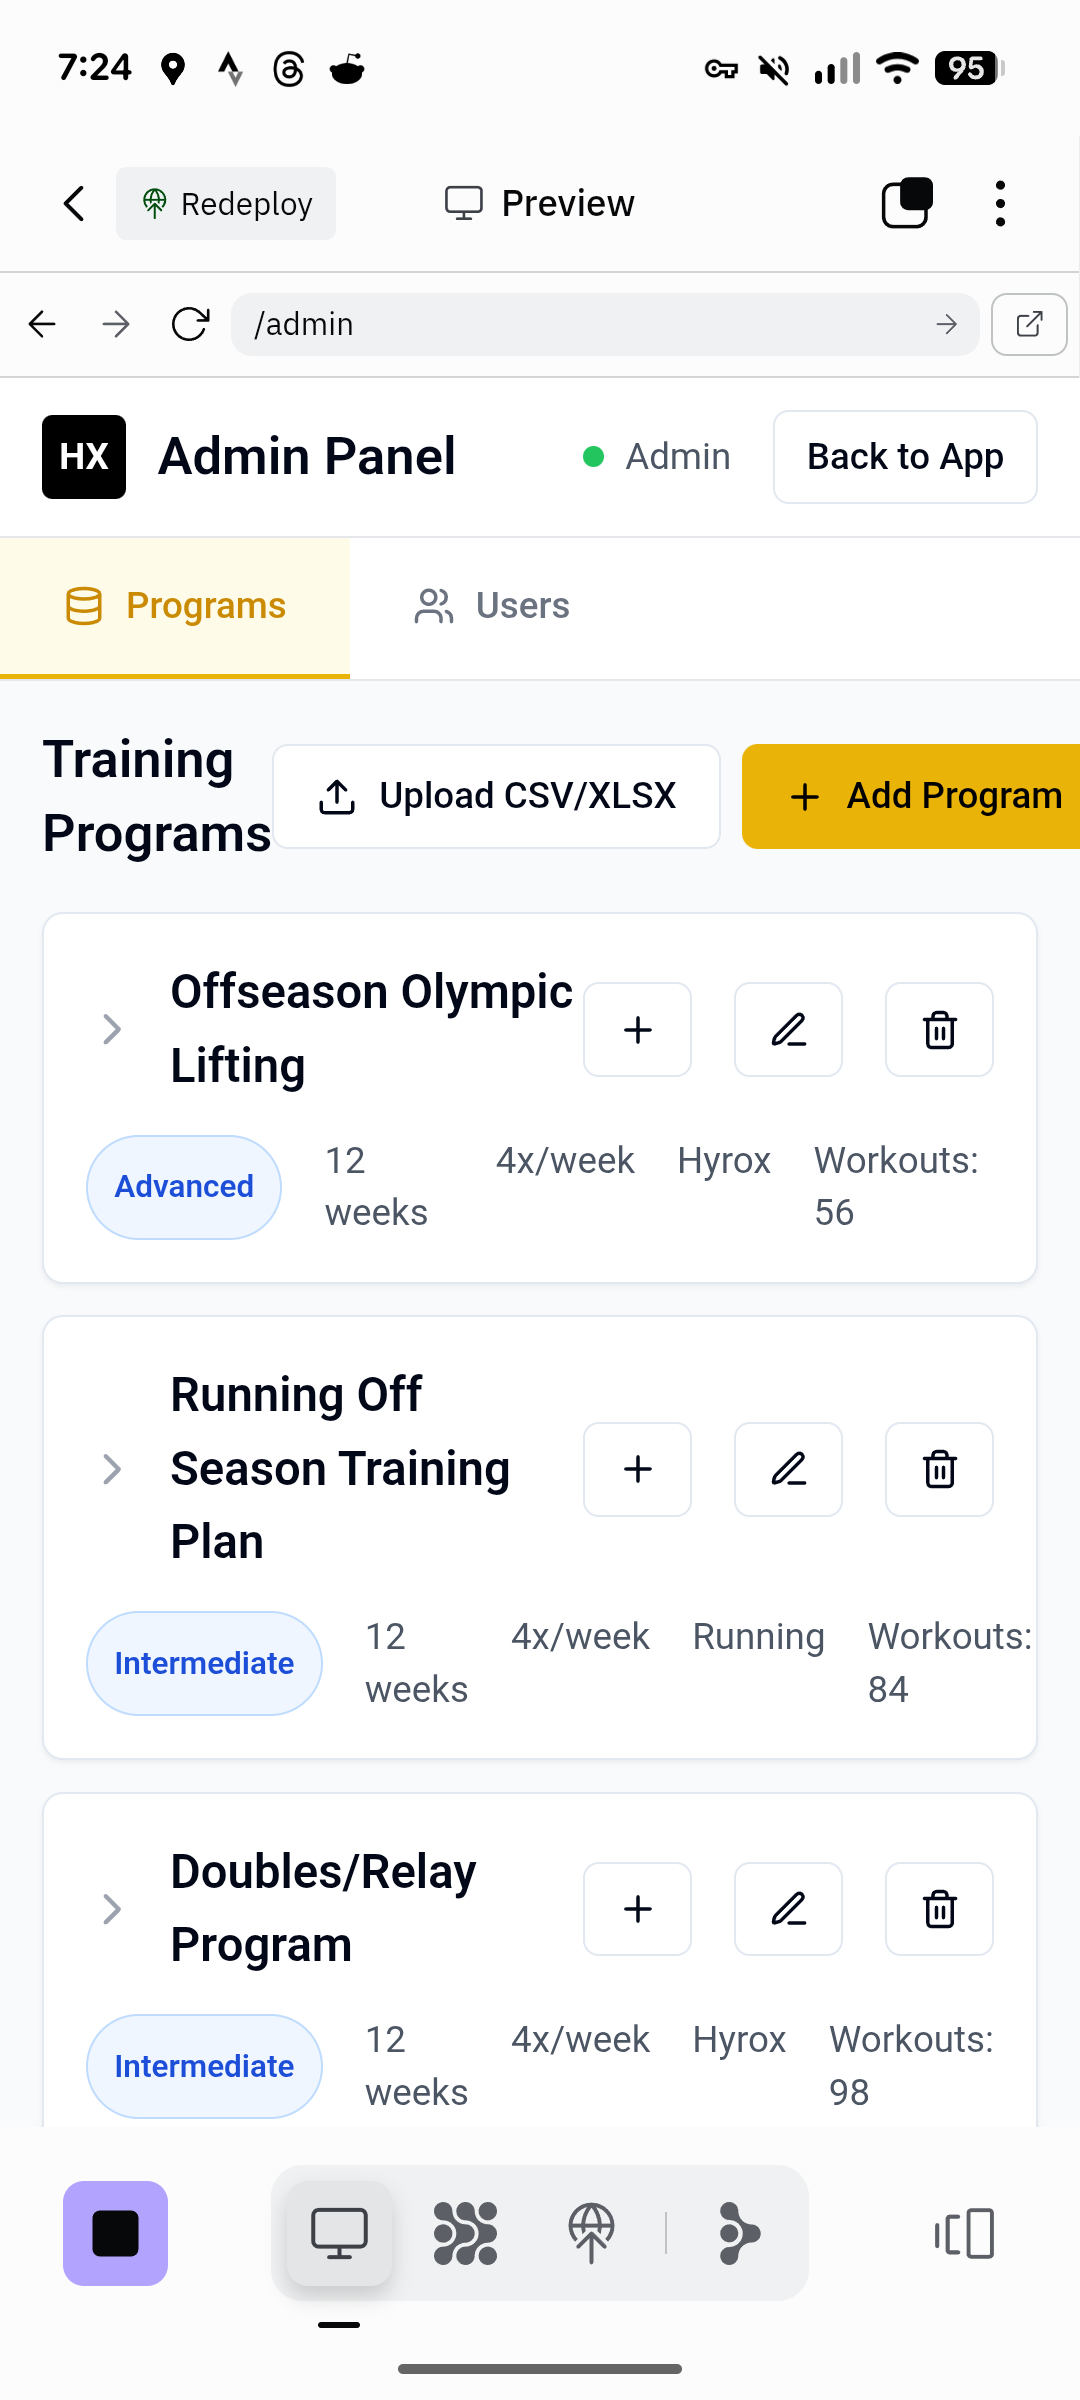 7:24
95
Redeploy
Preview
/admin
HX
Admin Panel
Admin
Back to App
Programs
Users
Training
Programs
Upload CSV/XLSX
Add Program
Offseason Olympic
Lifting
Advanced
12
weeks
4x/week
Hyrox
Workouts:
56
Running Off
Season Training
Plan
Intermediate
12
weeks
4x/week
Running
Workouts:
84
Doubles/Relay
Program
Intermediate
12
weeks
4x/week
Hyrox
Workouts:
98